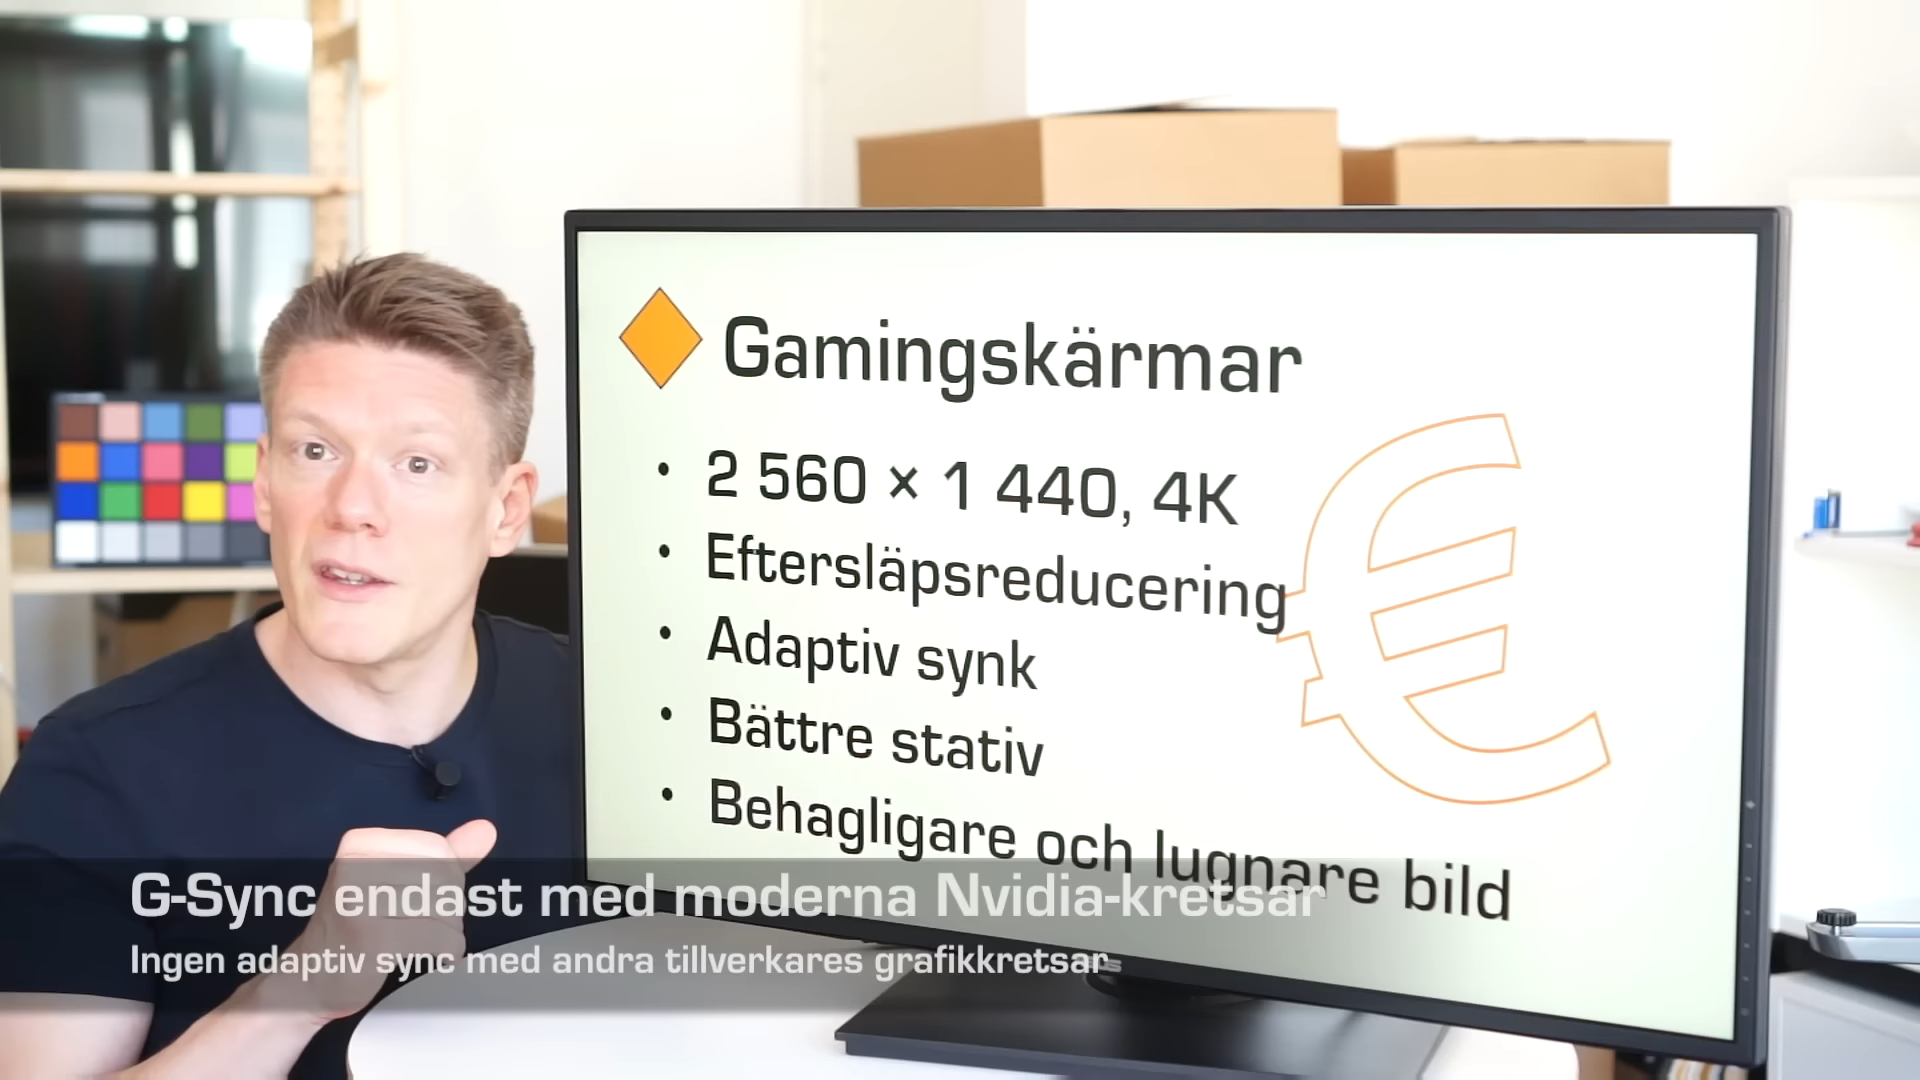 Gamingskärmar
• 2 560 × 1 440, 4K
• Eftersläpsreducering
• Adaptiv synk
• Bättre stativ
• Behagligare och lugnare bild
€
G-Sync endast med moderna Nvidia-kretsar
Ingen adaptiv sync med andra tillverkares grafikkretsar